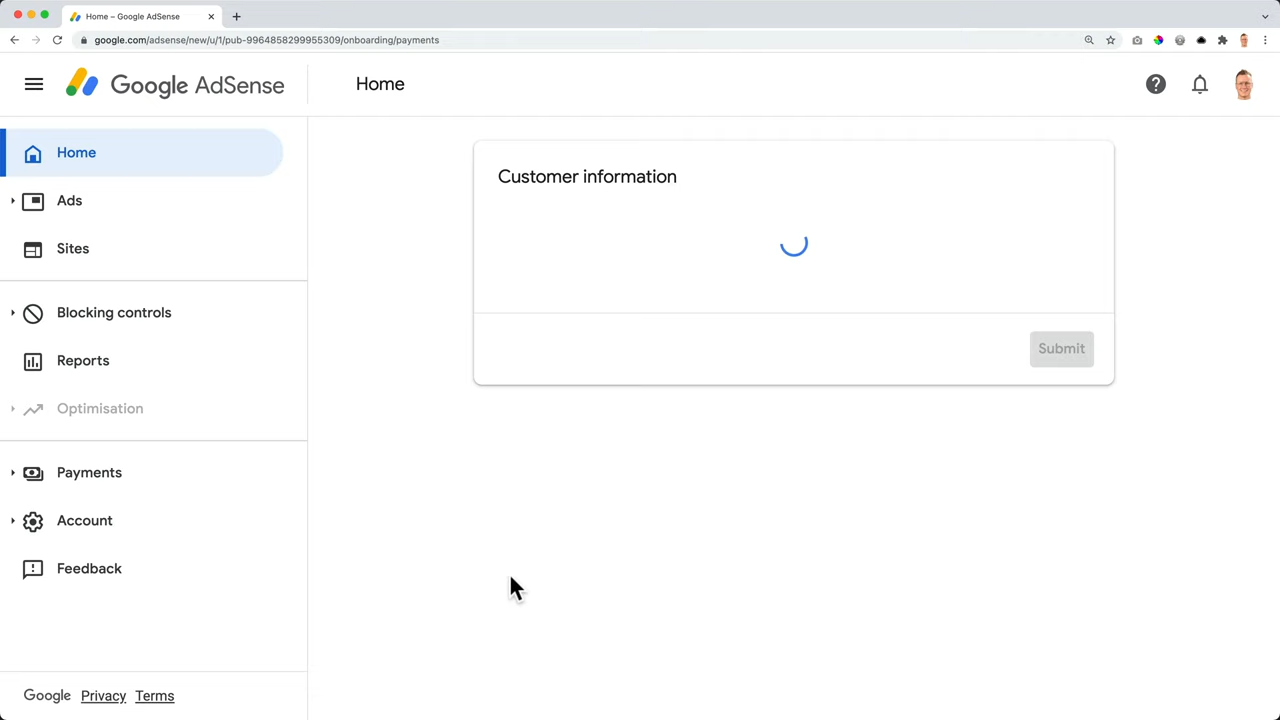 Home – Google AdSense
google.com/adsense/new/u/1/pub-9964858299955309/onboarding/payments
Google AdSense
Home
Home
Ads
Sites
Blocking controls
Reports
Optimisation
Payments
Account
Feedback
Google Privacy Terms
Customer information
Submit